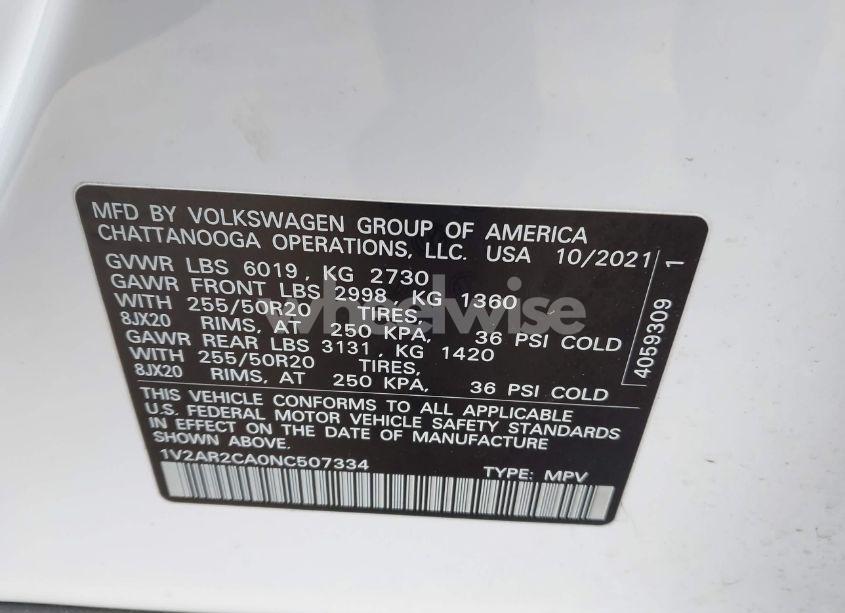 MFD BY VOLKSWAGEN GROUP OF AMERICA
CHATTANOOGA OPERATIONS, LLC. USA 10/2021
GVWR LBS 6019, KG 2730
GAWR FRONT LBS 2998, KG 1360
WITH 255/50R20 TIRES,
8JX20 RIMS, AT 250 KPA, 36 PSI COLD
GAWR REAR LBS 3131, KG 1420
WITH 255/50R20 TIRES,
8JX20 RIMS, AT 250 KPA, 36 PSI COLD
THIS VEHICLE CONFORMS TO ALL APPLICABLE
U.S. FEDERAL MOTOR VEHICLE SAFETY STANDARDS
IN EFFECT ON THE DATE OF MANUFACTURE
SHOWN ABOVE.
1V2AR2CA0NC507334 TYPE: MPV
4059309 1
wheelwise